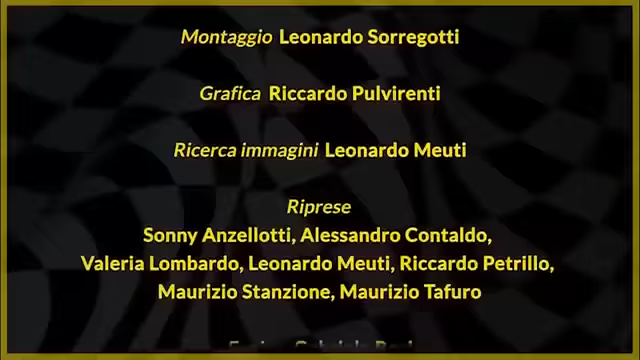 Montaggio Leonardo Sorregotti
Grafica Riccardo Pulvirenti
Ricerca immagini Leonardo Meuti
Riprese
Sonny Anzellotti, Alessandro Contaldo,
Valeria Lombardo, Leonardo Meuti, Riccardo Petrillo,
Maurizio Stanzione, Maurizio Tafuro